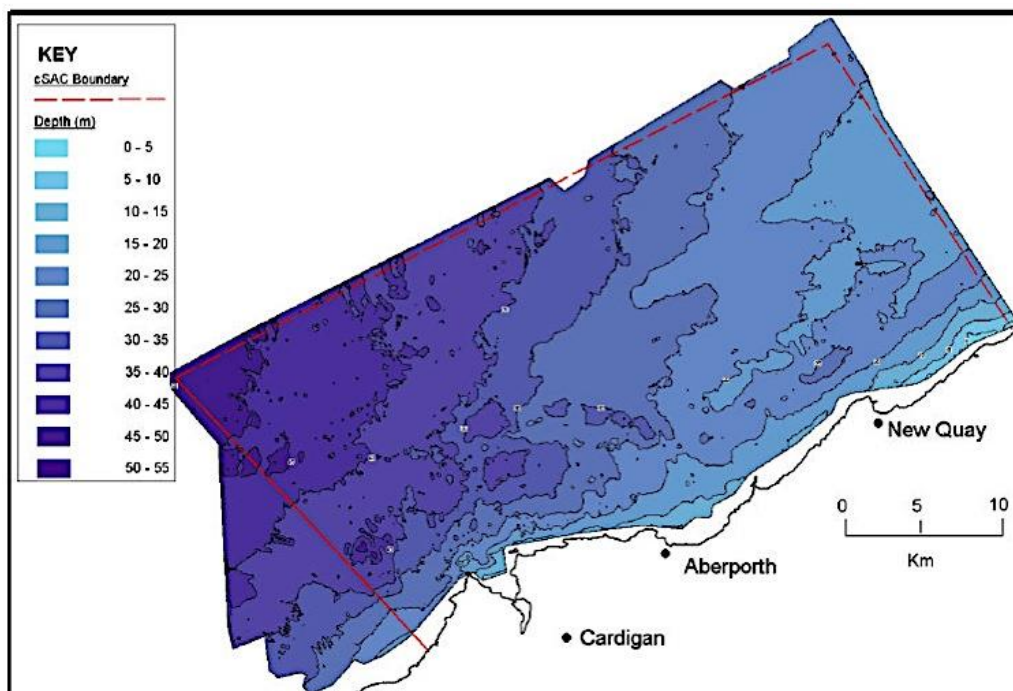 KEY
cSAC Boundary
Depth (m)
0 - 5
5 - 10
10 - 15
15 - 20
20 - 25
25 - 30
30 - 35
35 - 40
40 - 45
45 - 50
50 - 55
New Quay
Aberporth
Cardigan
0 5 10
Km